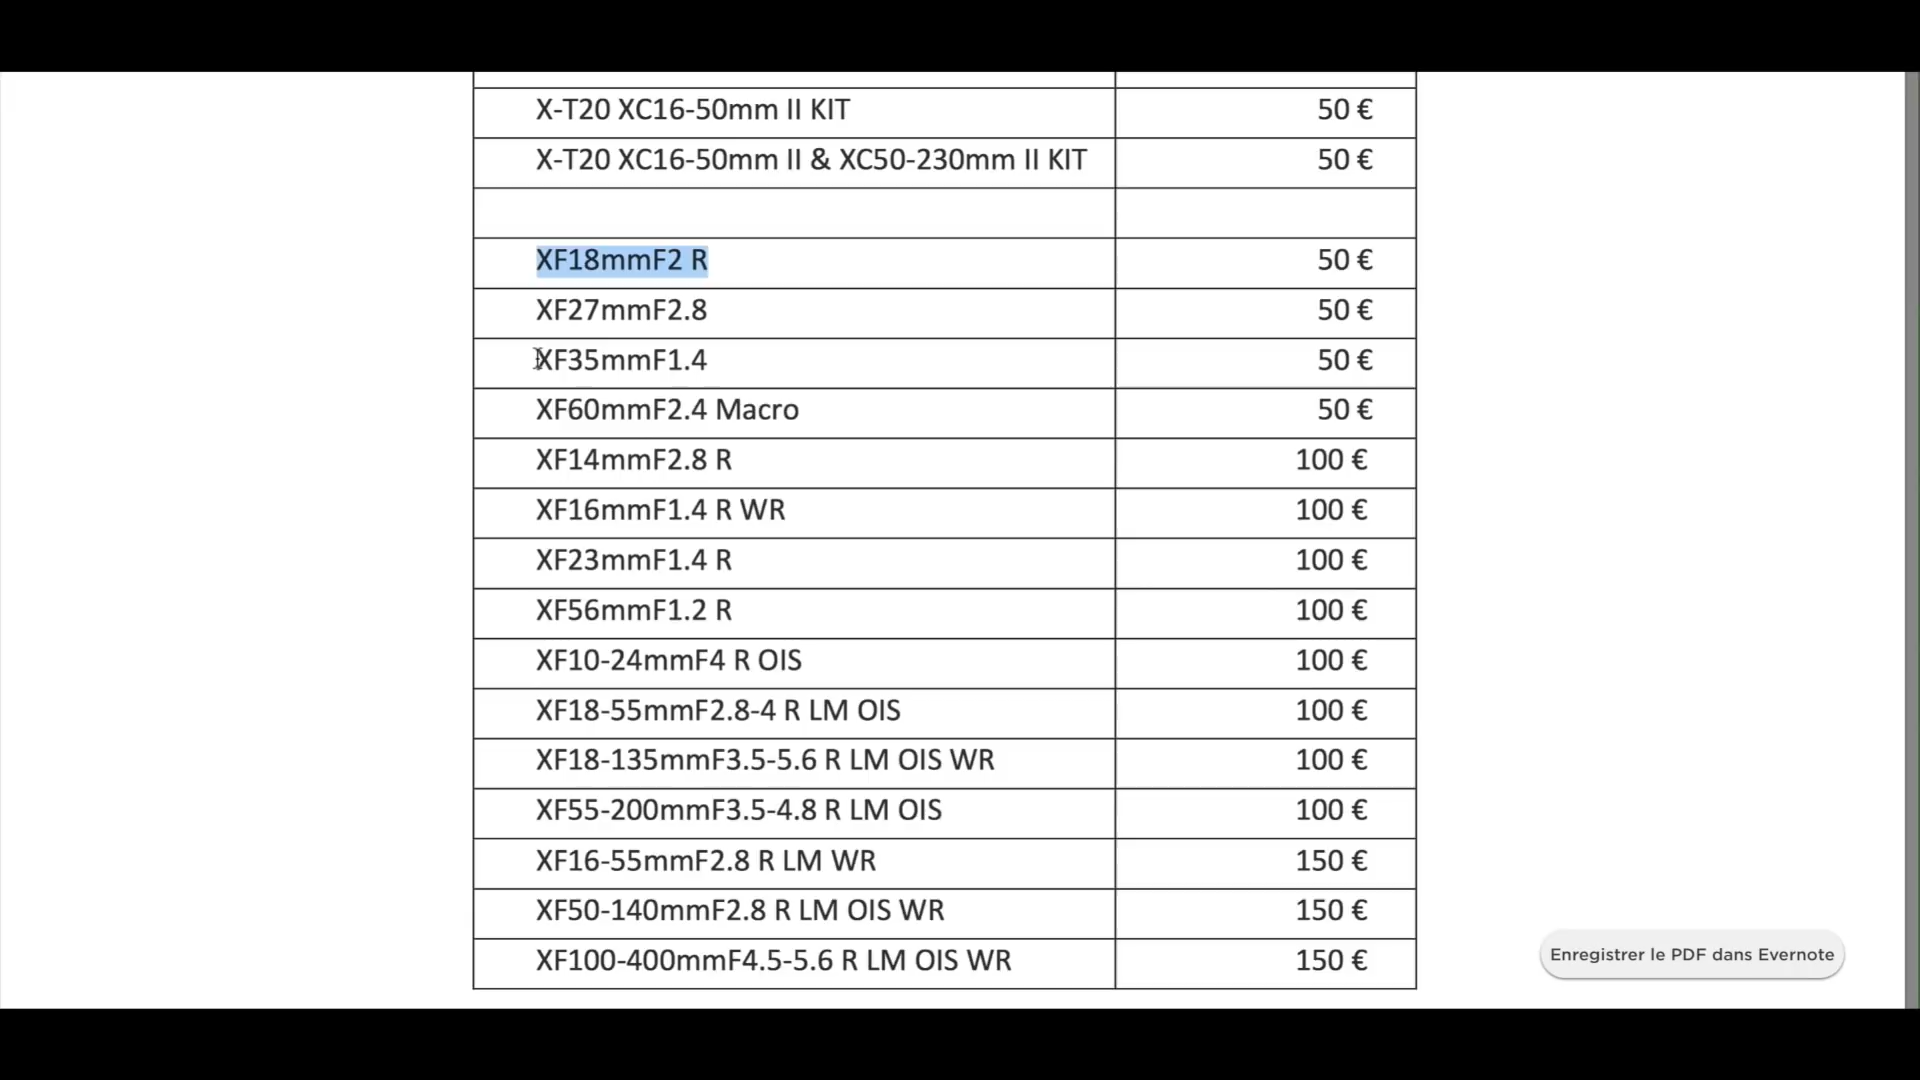 X-T20 XC16-50mm II KIT 50 €
X-T20 XC16-50mm II & XC50-230mm II KIT 50 €
XF18mmF2 R 50 €
XF27mmF2.8 50 €
XF35mmF1.4 50 €
XF60mmF2.4 Macro 50 €
XF14mmF2.8 R 100 €
XF16mmF1.4 R WR 100 €
XF23mmF1.4 R 100 €
XF56mmF1.2 R 100 €
XF10-24mmF4 R OIS 100 €
XF18-55mmF2.8-4 R LM OIS 100 €
XF18-135mmF3.5-5.6 R LM OIS WR 100 €
XF55-200mmF3.5-4.8 R LM OIS 100 €
XF16-55mmF2.8 R LM WR 150 €
XF50-140mmF2.8 R LM OIS WR 150 €
XF100-400mmF4.5-5.6 R LM OIS WR 150 €
Enregistrer le PDF dans Evernote